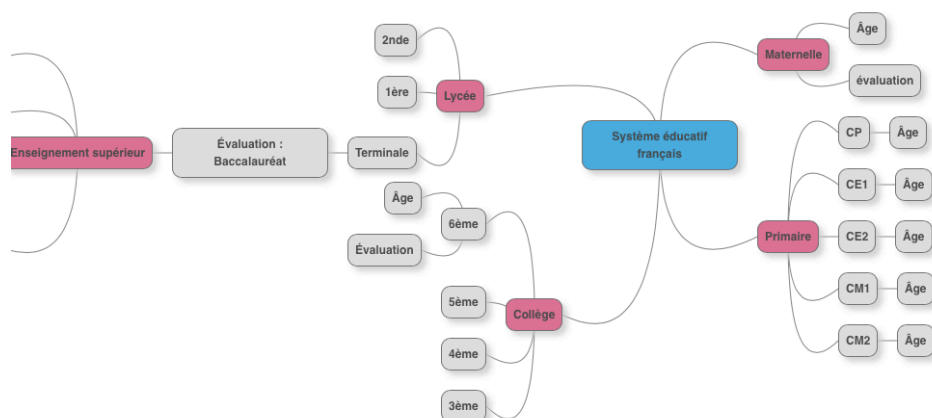 2nde
1ère
Lycée
Terminale
Évaluation :
Baccalauréat
Enseignement supérieur
Système éducatif
français
Maternelle
Âge
évaluation
Primaire
CP
Âge
CE1
Âge
CE2
Âge
CM1
Âge
CM2
Âge
Collège
6ème
Âge
Évaluation
5ème
4ème
3ème